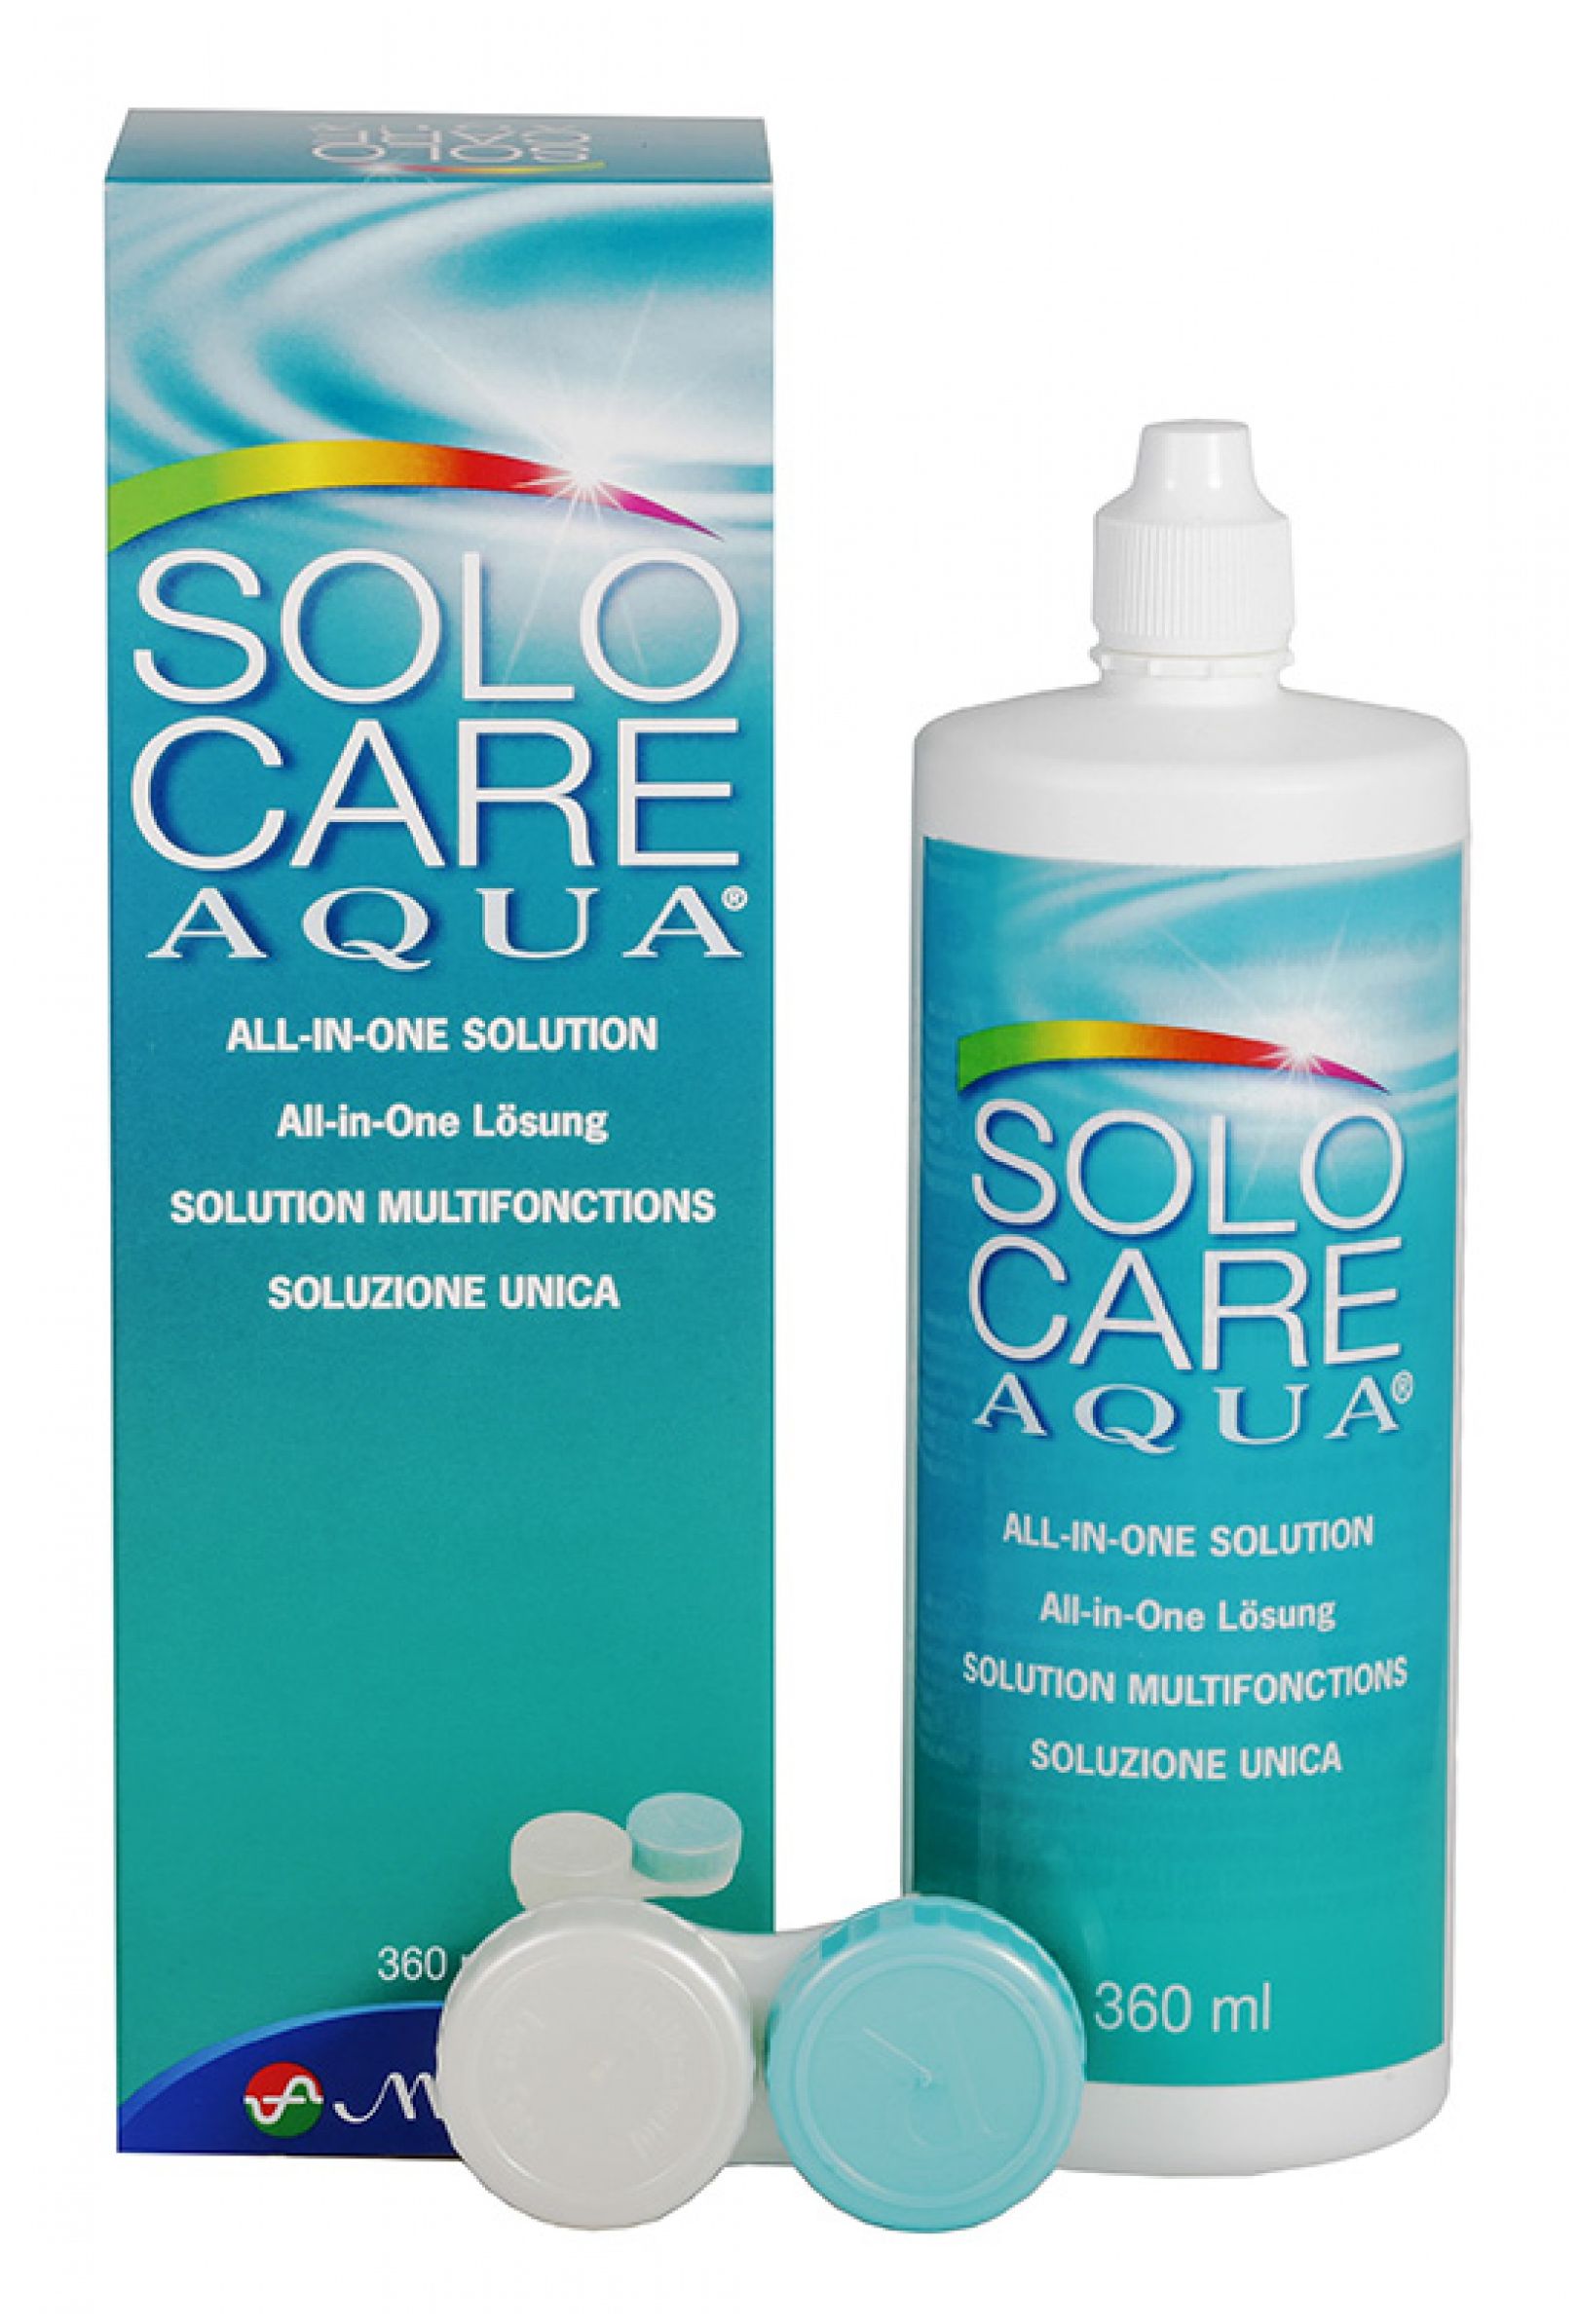 SOLO
CARE
AQUA®
ALL-IN-ONE SOLUTION
All-in-One Lösung
SOLUTION MULTIFONCTIONS
SOLUZIONE UNICA
360
SOLO
CARE
AQUA®
ALL-IN-ONE SOLUTION
All-in-One Lösung
SOLUTION MULTIFONCTIONS
SOLUZIONE UNICA
360 ml